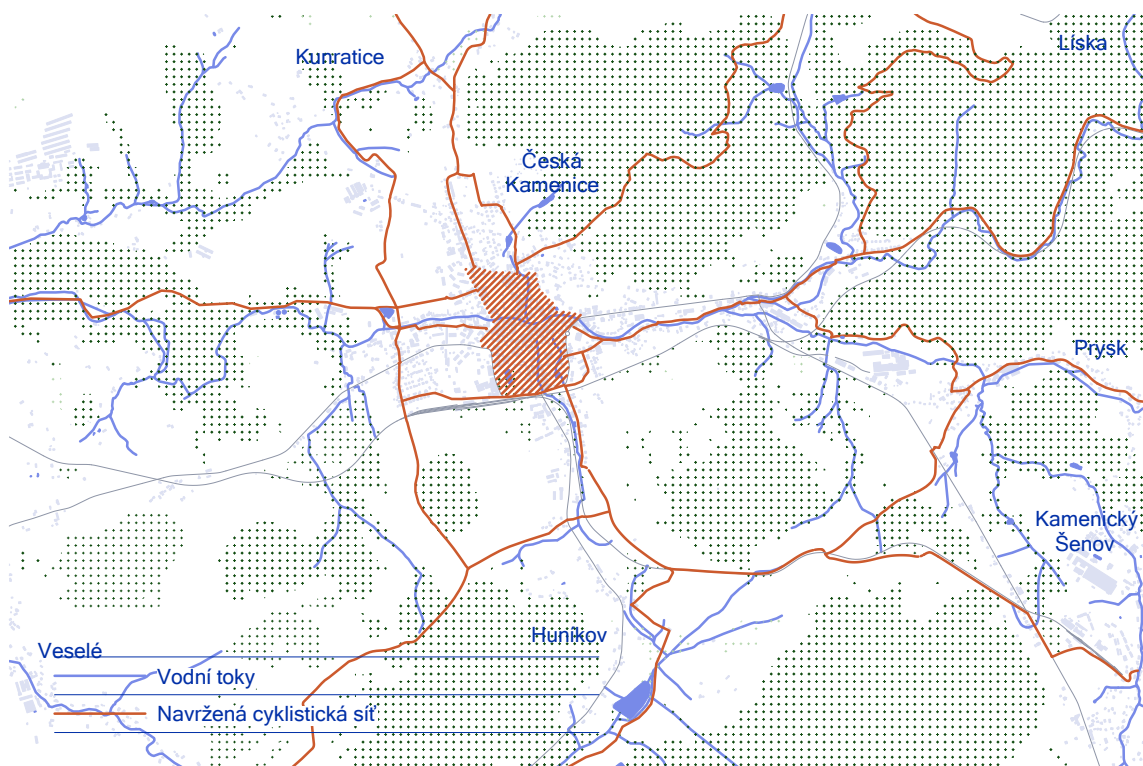 Líska
Kunratice
Česká
Kamenice
Prysk
Kamenický
Šenov
Huníkov
Veselé
Vodní toky
Navržená cyklistická síť